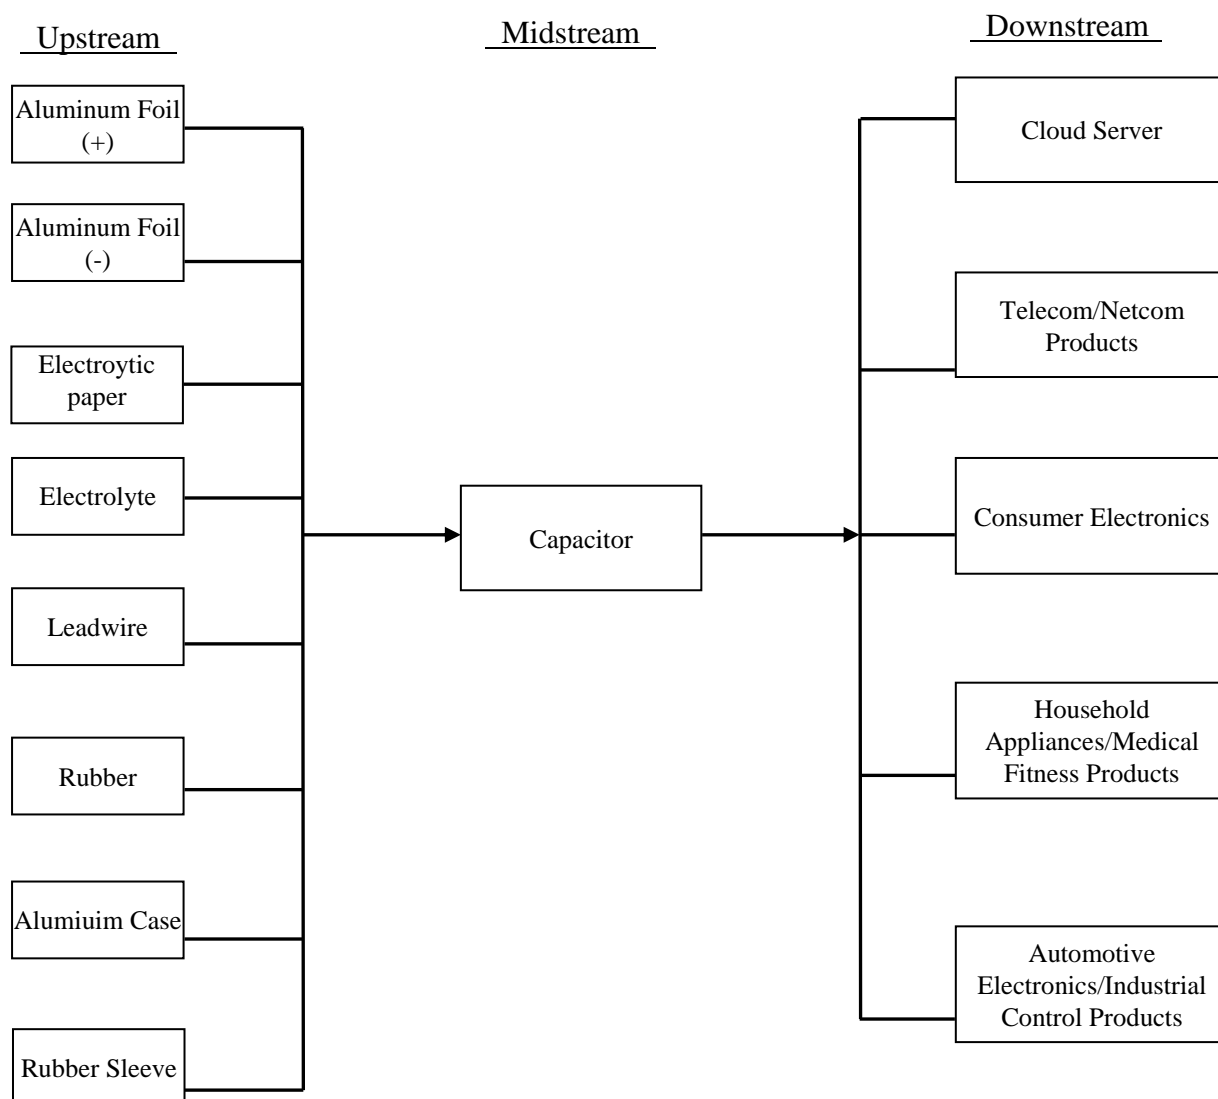 Upstream
Midstream
Downstream
Aluminum Foil
(+)
Aluminum Foil
(-)
Electroytic
paper
Electrolyte
Leadwire
Rubber
Alumiuim Case
Rubber Sleeve
Capacitor
Cloud Server
Telecom/Netcom
Products
Consumer Electronics
Household
Appliances/Medical
Fitness Products
Automotive
Electronics/Industrial
Control Products